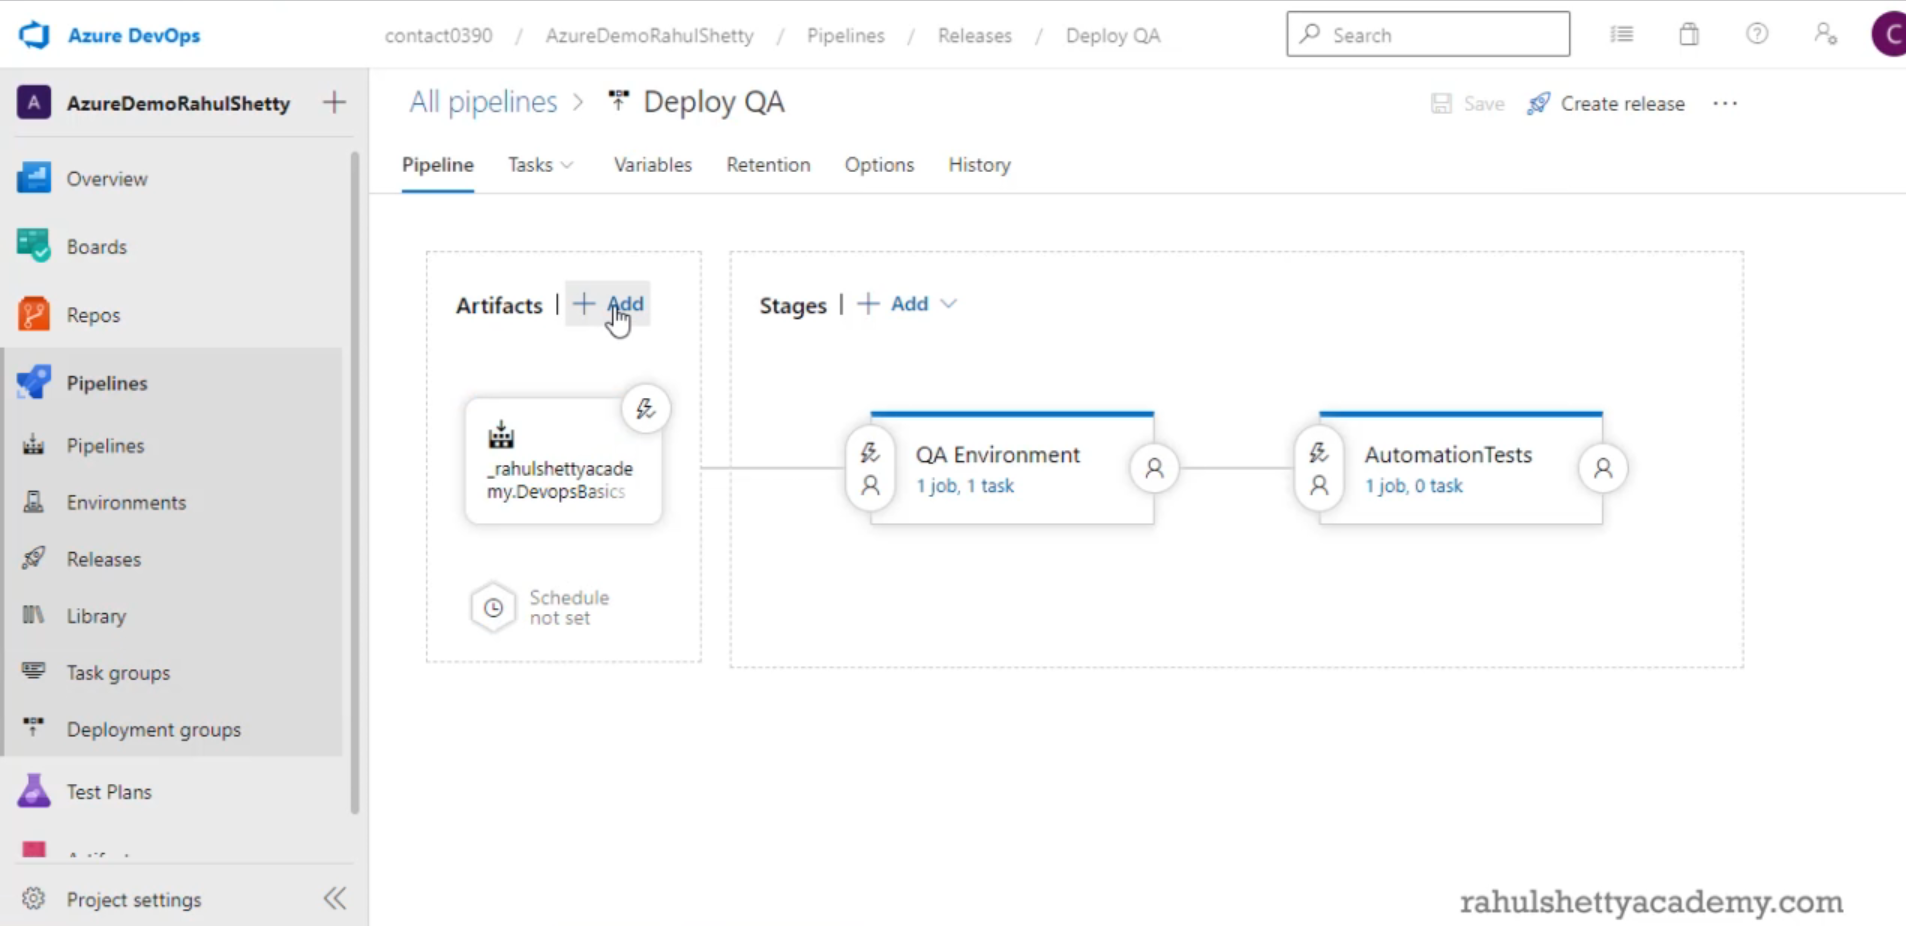 Azure DevOps
contact0390 / AzureDemoRahulShetty / Pipelines / Releases / Deploy QA
Search
C
A AzureDemoRahulShetty
All pipelines > Deploy QA
Save Create release ...
Pipeline Tasks Variables Retention Options History
Overview
Boards
Repos
Pipelines
Pipelines
Environments
Releases
Library
Task groups
Deployment groups
Test Plans
Project settings
Artifacts | + Add
Stages | + Add
_rahulshettyacade
my.DevopsBasics
Schedule
not set
QA Environment
1 job, 1 task
AutomationTests
1 job, 0 task
rahulshettyacademy.com